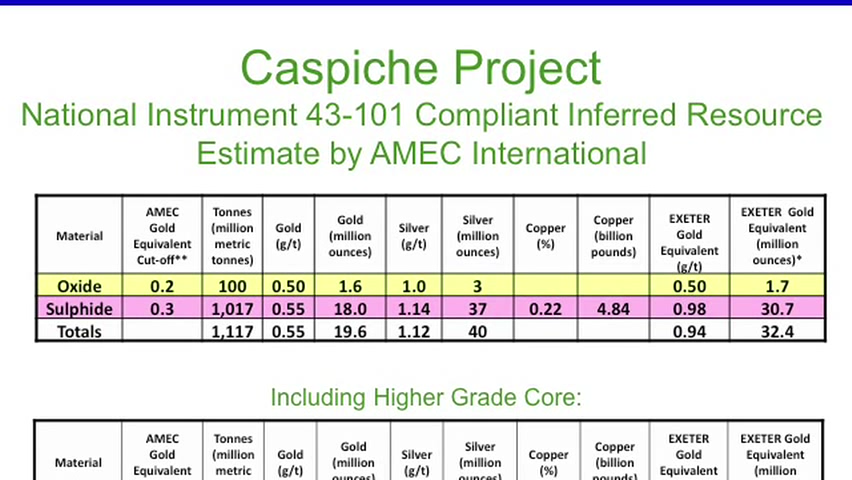 Caspiche Project
National Instrument 43-101 Compliant Inferred Resource
Estimate by AMEC International
Material | AMEC Gold Equivalent Cut-off** | Tonnes (million metric tonnes) | Gold (g/t) | Gold (million ounces) | Silver (g/t) | Silver (million ounces) | Copper (%) | Copper (billion pounds) | EXETER Gold Equivalent (g/t) | EXETER Gold Equivalent (million ounces)*
Oxide | 0.2 | 100 | 0.50 | 1.6 | 1.0 | 3 | | | 0.50 | 1.7
Sulphide | 0.3 | 1,017 | 0.55 | 18.0 | 1.14 | 37 | 0.22 | 4.84 | 0.98 | 30.7
Totals | | 1,117 | 0.55 | 19.6 | 1.12 | 40 | | | 0.94 | 32.4
Including Higher Grade Core:
Material | AMEC Gold Equivalent | Tonnes (million metric | Gold (g/t) | Gold (million ounces) | Silver (g/t) | Silver (million ounces) | Copper (%) | Copper (billion pounds) | EXETER Gold Equivalent | EXETER Gold Equivalent (million